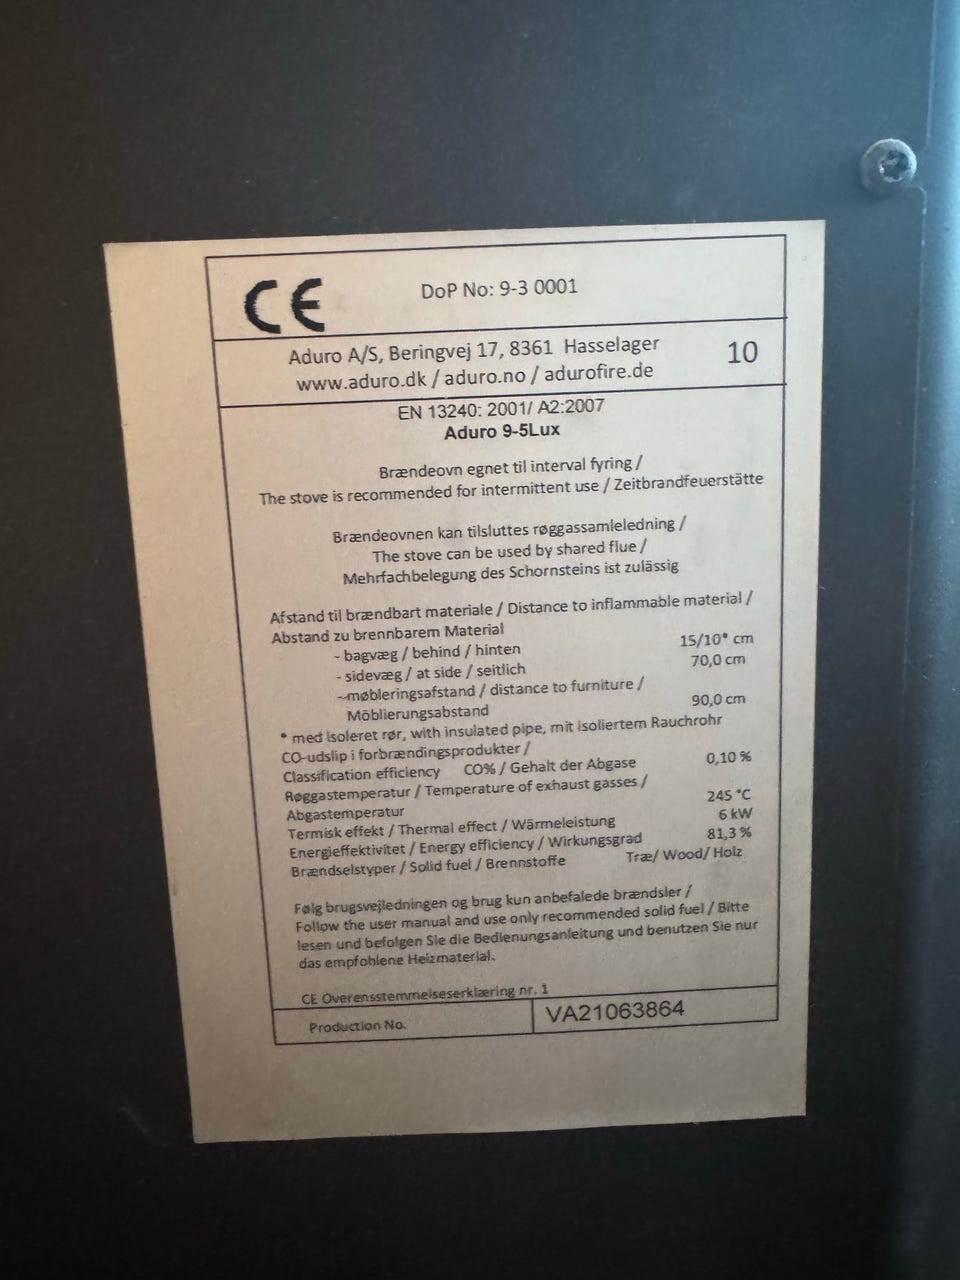 CE DoP No: 9-3 0001
Aduro A/S, Beringvej 17, 8361 Hasselager
www.aduro.dk / aduro.no / adurofire.de
10
EN 13240: 2001/ A2:2007
Aduro 9-5Lux
Brændeovn egnet til interval fyring /
The stove is recommended for intermittent use / Zeitbrandfeuerstätte
Brændeovnen kan tilsluttes røggassamleledning /
The stove can be used by shared flue /
Mehrfachbelegung des Schornsteins ist zulässig
Afstand til brændbart materiale / Distance to inflammable material /
Abstand zu brennbarem Material
- bagvæg / behind / hinten 15/10* cm
- sidevæg / at side / seitlich 70,0 cm
- møbleringsafstand / distance to furniture /
Möblierungsabstand 90,0 cm
* med isoleret rør, with insulated pipe, mit isoliertem Rauchrohr
CO-udslip i forbrændingsprodukter /
Classification efficiency CO% / Gehalt der Abgase 0,10 %
Røggastemperatur / Temperature of exhaust gasses /
Abgastemperatur 245 °C
Termisk effekt / Thermal effect / Wärmeleistung 6 kW
Energieffektivitet / Energy efficiency / Wirkungsgrad 81,3 %
Brændselstyper / Solid fuel / Brennstoffe Træ/ Wood/ Holz
Følg brugsvejledningen og brug kun anbefalede brændsler /
Follow the user manual and use only recommended solid fuel / Bitte
lesen und befolgen Sie die Bedienungsanleitung und benutzen Sie nur
das empfohlene Heizmaterial.
CE Overensstemmelseserklæring nr. 1
Production No. VA21063864